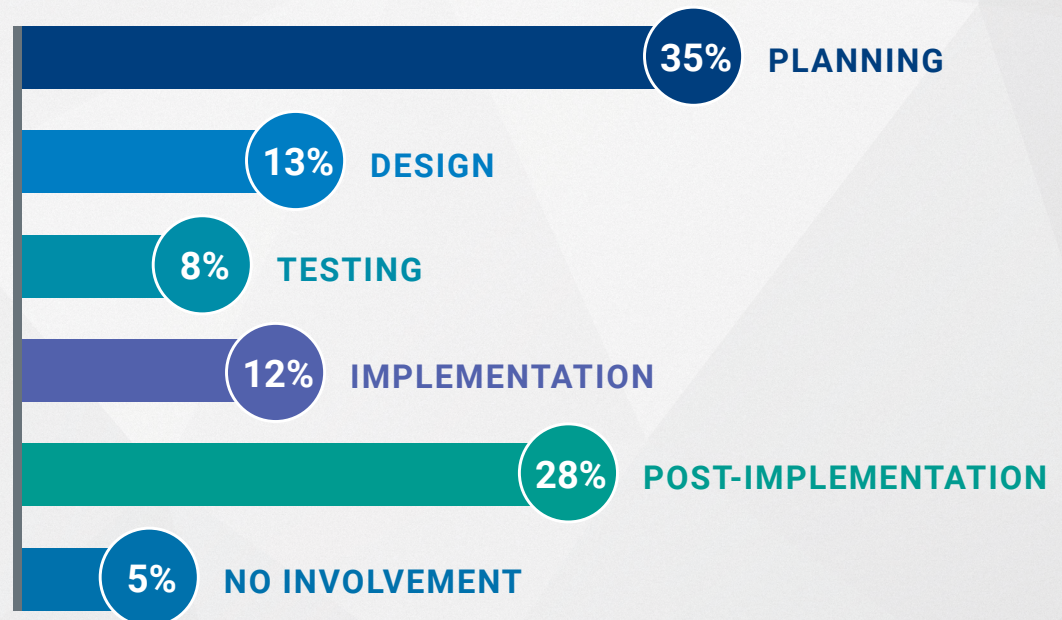 35% PLANNING
13% DESIGN
8% TESTING
12% IMPLEMENTATION
28% POST-IMPLEMENTATION
5% NO INVOLVEMENT